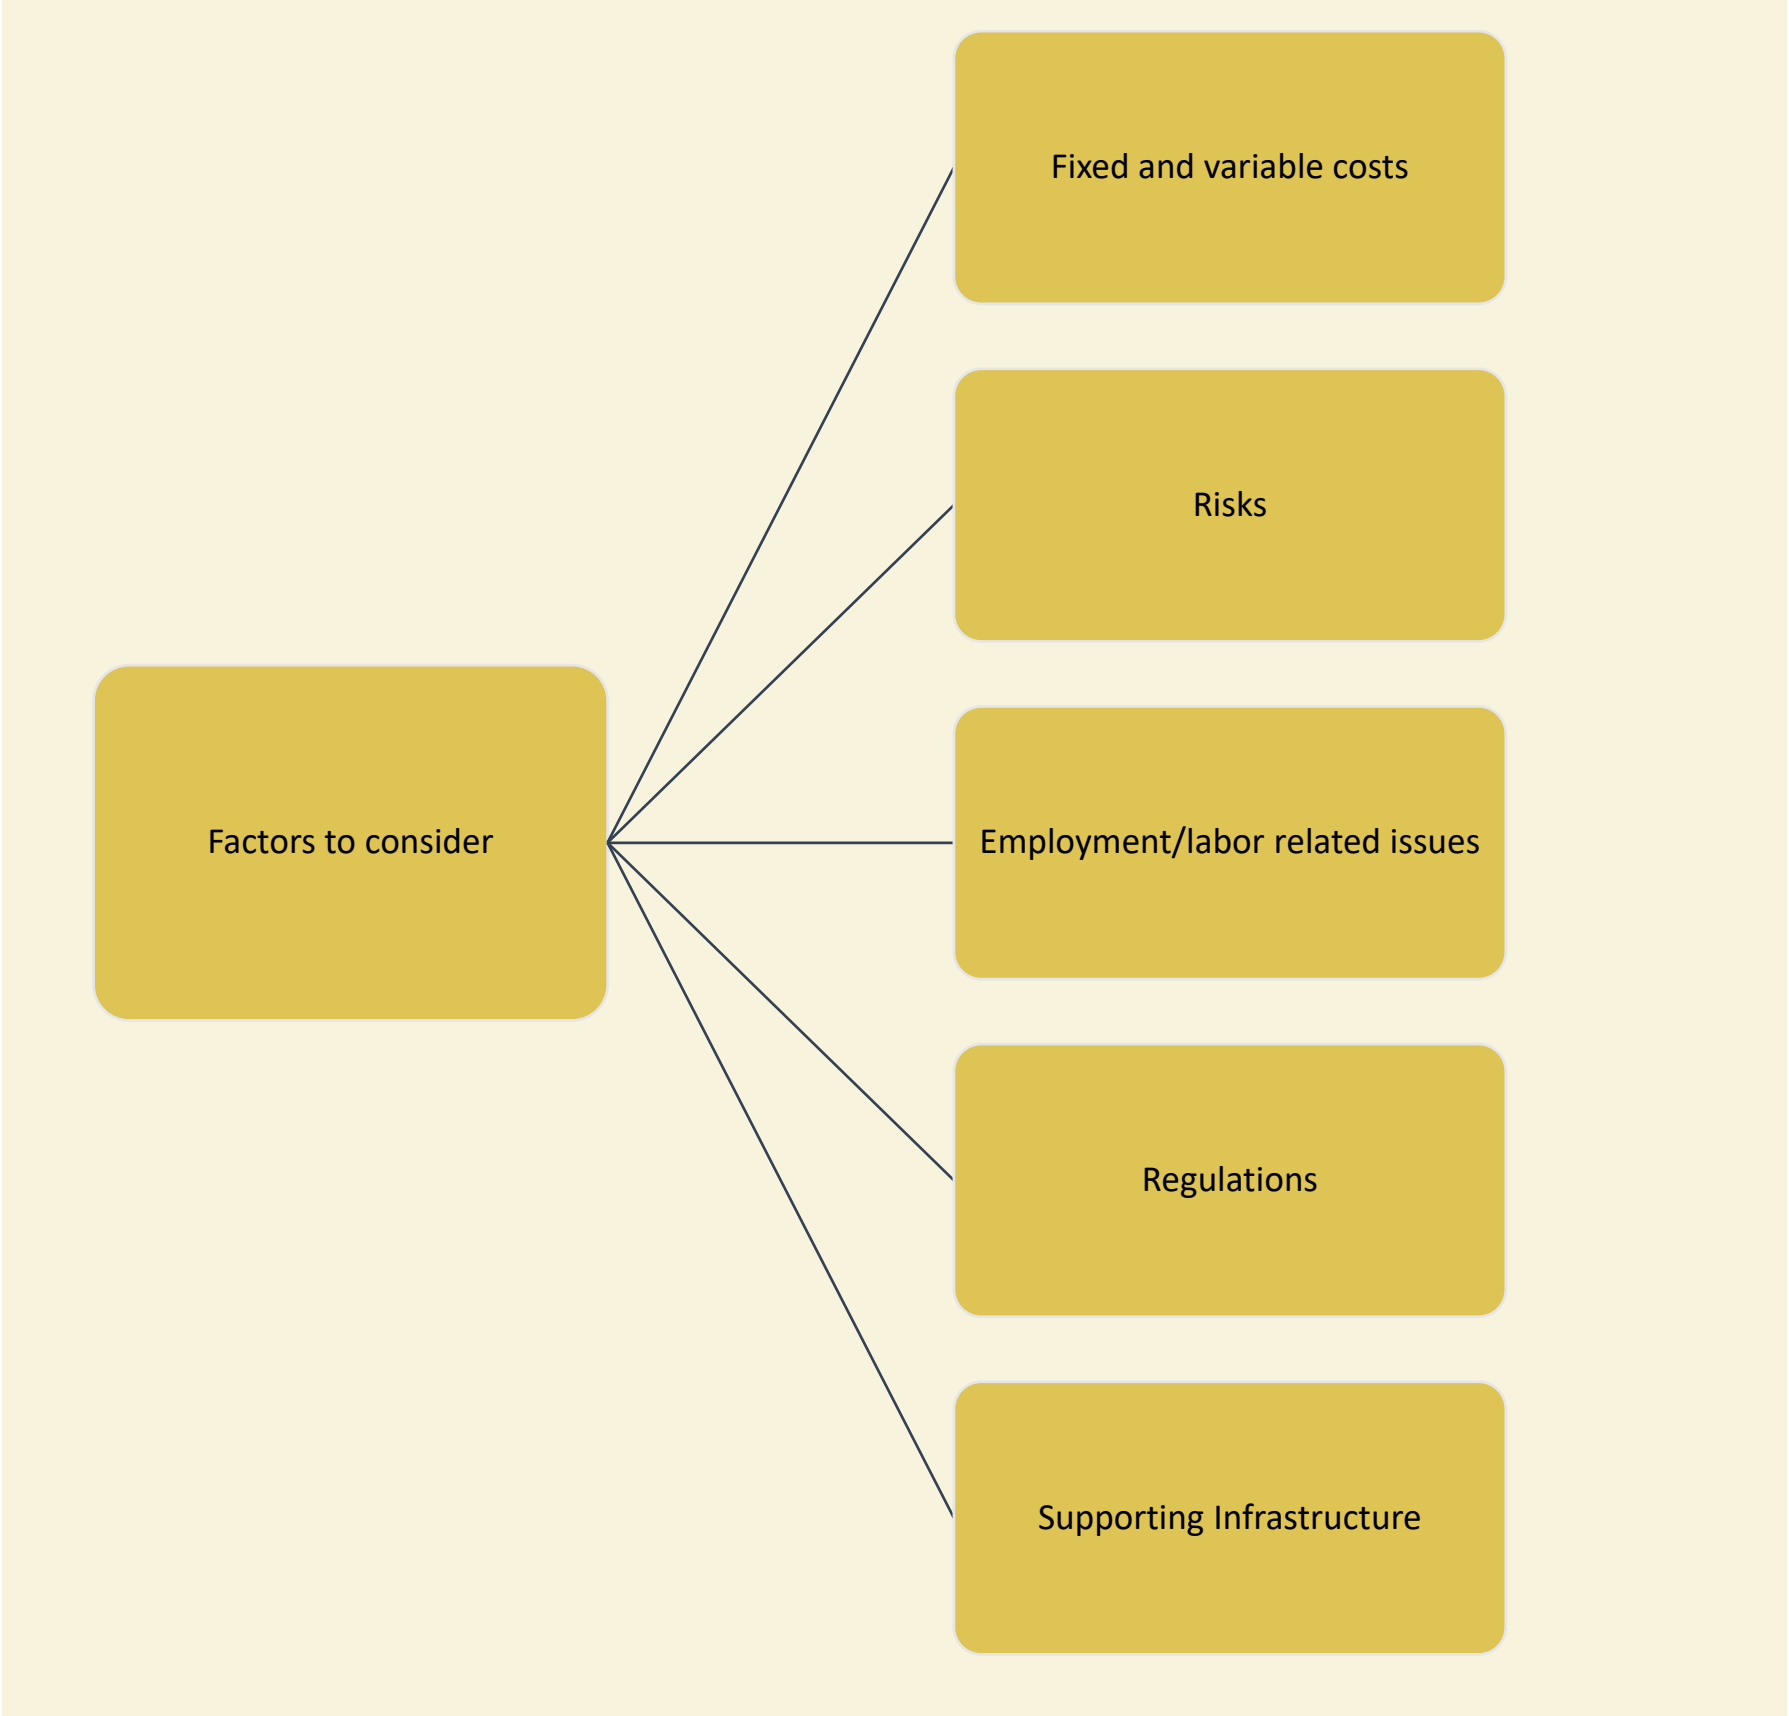 Fixed and variable costs
Risks
Factors to consider
Employment/labor related issues
Regulations
Supporting Infrastructure